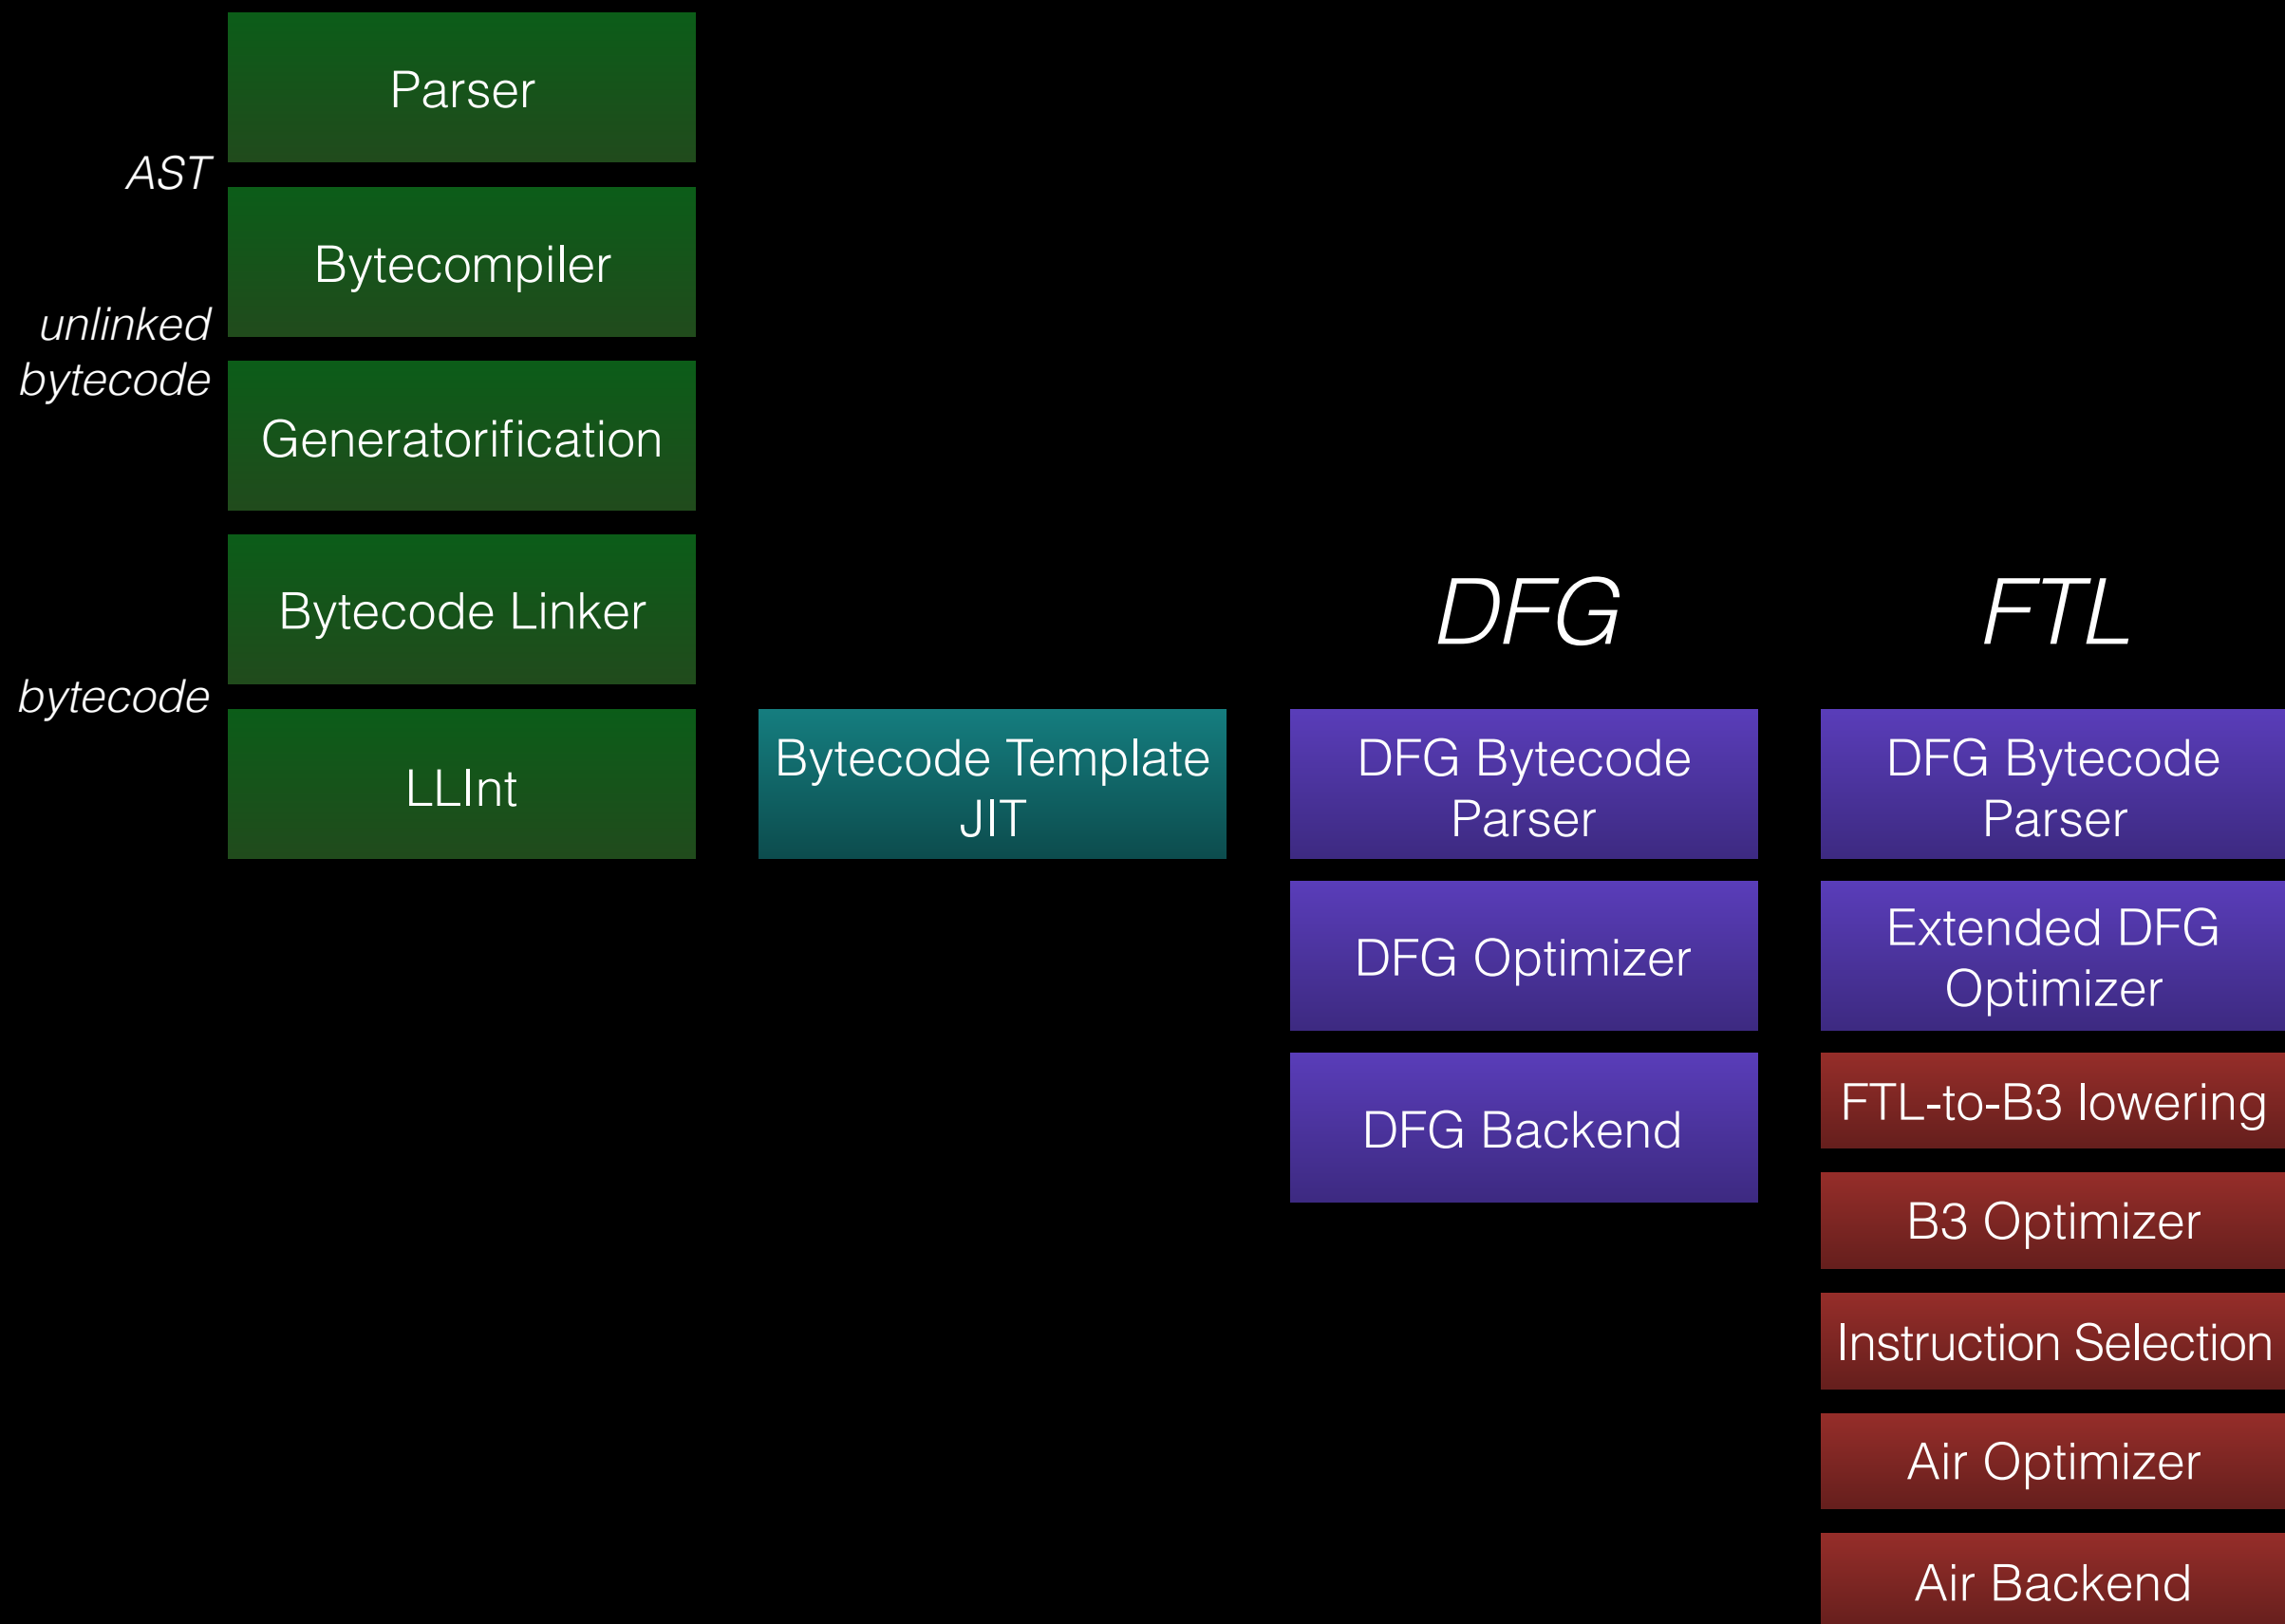 Parser
AST
Bytecompiler
unlinked
bytecode
Generatorification
Bytecode Linker
bytecode
LLInt
Bytecode Template
JIT
DFG
DFG Bytecode
Parser
DFG Optimizer
DFG Backend
FTL
DFG Bytecode
Parser
Extended DFG
Optimizer
FTL-to-B3 lowering
B3 Optimizer
Instruction Selection
Air Optimizer
Air Backend